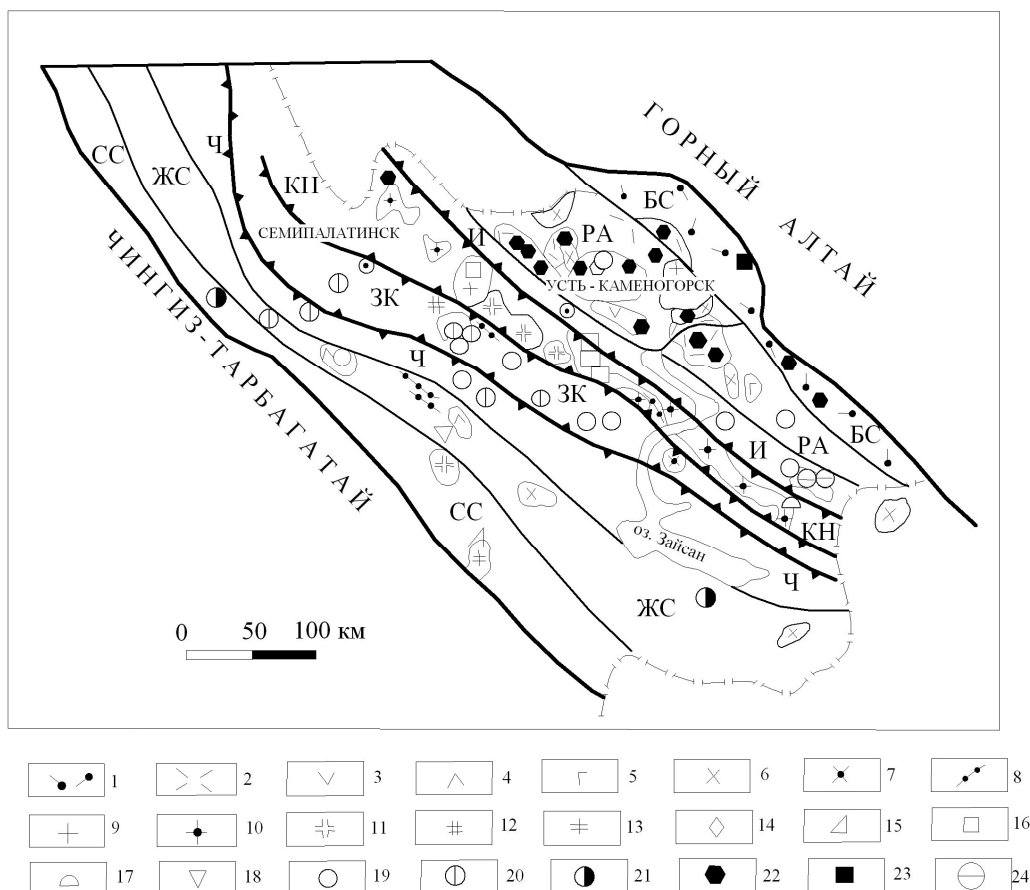 ГОРНЫЙ АЛТАЙ
ЧИНГИЗ-ТАРБАГАТАЙ
Ч
СС
ЖС
КП
БС
РА
И
СЕМИПАЛАТИНСК
УСТЬ - КАМЕНОГОРСК
ЗК
Ч
ЗК
И
РА
БС
СС
КН
оз. Зайсан
Ч
ЖС
0 50 100 км
1 2 3 4 5 6 7 8
9 10 11 12 13 14 15 16
17 18 19 20 21 22 23 24